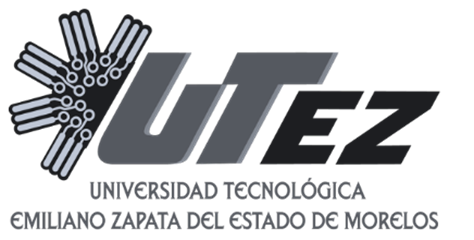 UTEZ
UNIVERSIDAD TECNOLÓGICA
EMILIANO ZAPATA DEL ESTADO DE MORELOS